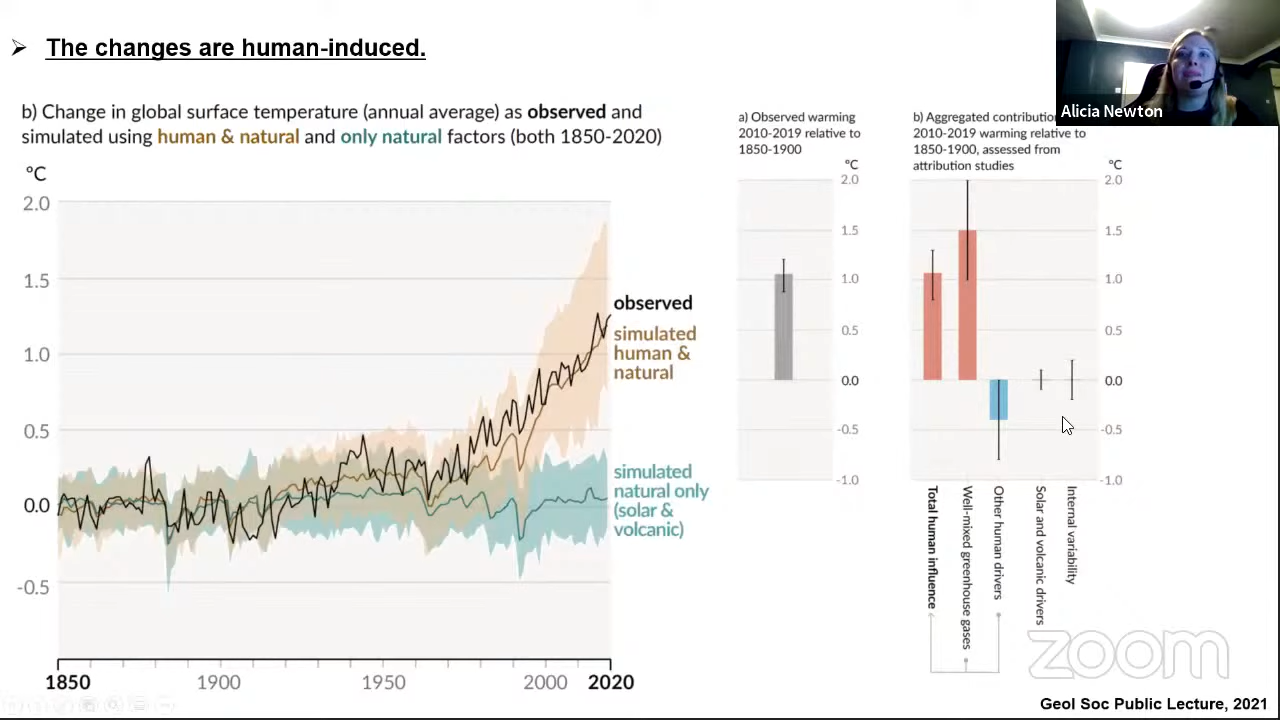 ➢ The changes are human-induced.
b) Change in global surface temperature (annual average) as observed and
simulated using human & natural and only natural factors (both 1850-2020)
ºC
2.0
1.5
1.0
0.5
0.0
-0.5
1850
1900
1950
2000
2020
observed
simulated
human &
natural
simulated
natural only
(solar &
volcanic)
a) Observed warming
2010-2019 relative to
1850-1900
ºC
2.0
1.5
1.0
0.5
0.0
-0.5
-1.0
b) Aggregated
2010-2019 warming relative to
1850-1900, assessed from
attribution studies
ºC
2.0
1.5
1.0
0.5
0.0
-0.5
-1.0
Total human influence
Well-mixed greenhouse gases
Other human drivers
Solar and volcanic drivers
Internal variability
Alicia Newton
zoom
Geol Soc Public Lecture, 2021